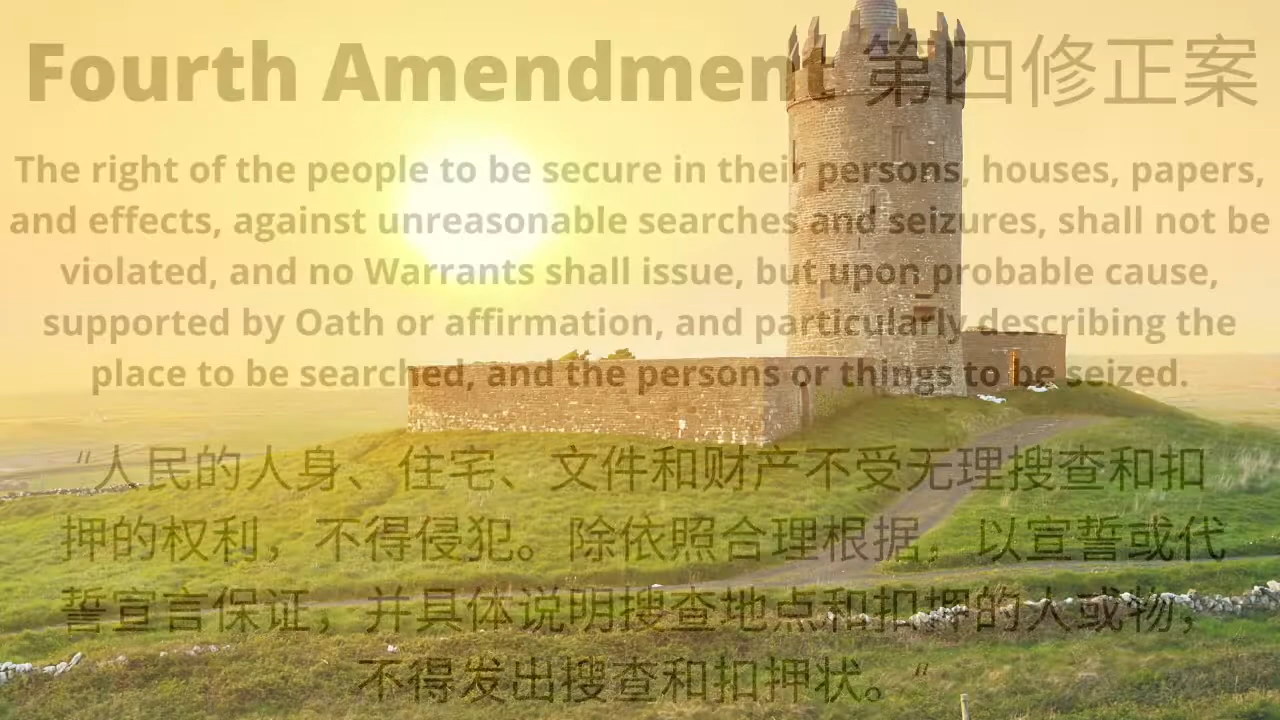 Fourth Amendment 第四修正案
The right of the people to be secure in their persons, houses, papers,
and effects, against unreasonable searches and seizures, shall not be
violated, and no Warrants shall issue, but upon probable cause,
supported by Oath or affirmation, and particularly describing the
place to be searched, and the persons or things to be seized.
“人民的人身、住宅、文件和财产不受无理搜查和扣
押的权利，不得侵犯。除依照合理根据，以宣誓或代
誓宣言保证，并具体说明搜查地点和扣押的人或物，
不得发出搜查和扣押状。”